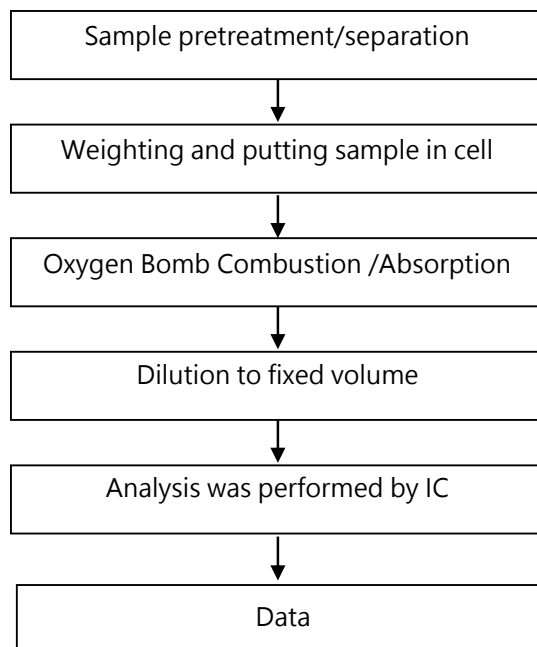 Sample pretreatment/separation
Weighting and putting sample in cell
Oxygen Bomb Combustion /Absorption
Dilution to fixed volume
Analysis was performed by IC
Data